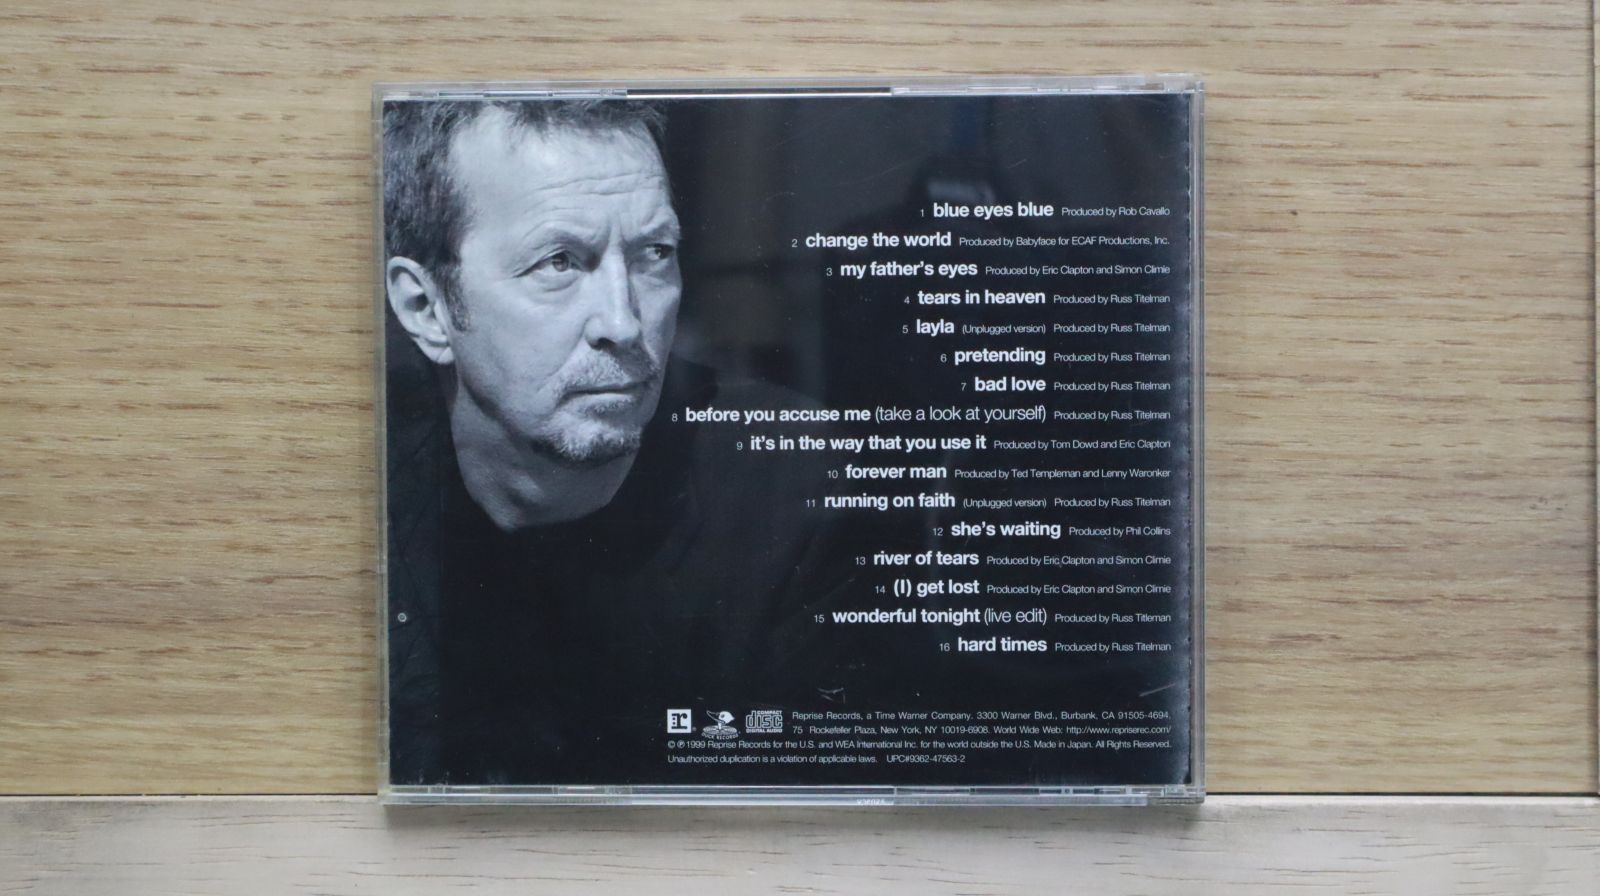 1 blue eyes blue Produced by Rob Cavallo
2 change the world Produced by Babyface for ECAF Productions, Inc.
3 my father's eyes Produced by Eric Clapton and Simon Climie
4 tears in heaven Produced by Russ Titelman
5 layla (Unplugged version) Produced by Russ Titelman
6 pretending Produced by Russ Titelman
7 bad love Produced by Russ Titelman
8 before you accuse me (take a look at yourself) Produced by Russ Titelman
9 it's in the way that you use it Produced by Tom Dowd and Eric Clapton
10 forever man Produced by Ted Templeman and Lenny Waronker
11 running on faith (Unplugged version) Produced by Russ Titelman
12 she's waiting Produced by Phil Collins
13 river of tears Produced by Eric Clapton and Simon Climie
14 (I) get lost Produced by Eric Clapton and Simon Climie
15 wonderful tonight (live edit) Produced by Russ Titleman
16 hard times Produced by Russ Titelman
r® DUCK RECORDS COMPACT disc DIGITAL AUDIO
Reprise Records, a Time Warner Company. 3300 Warner Blvd., Burbank, CA 91505-4694.
75 Rockefeller Plaza, New York, NY 10019-6908. World Wide Web: http://www.repriserec.com/
© ℗ 1999 Reprise Records for the U.S. and WEA International Inc. for the world outside the U.S. Made in Japan. All Rights Reserved.
Unauthorized duplication is a violation of applicable laws. UPC#9362-47563-2